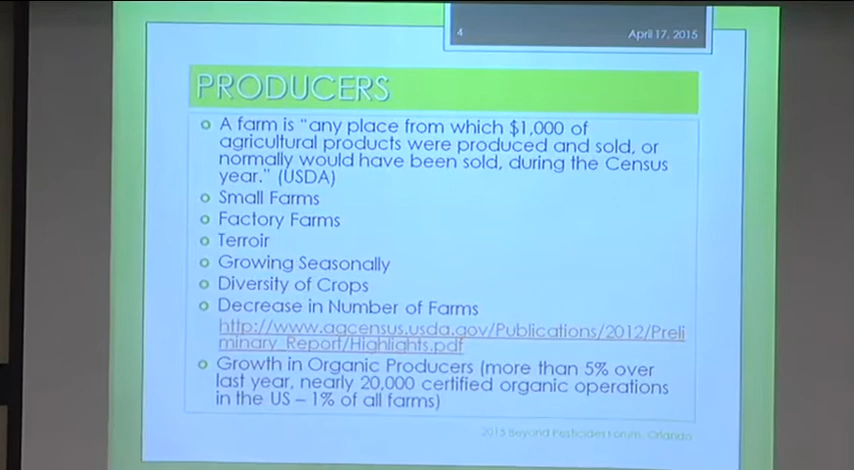 4
April 17, 2015
PRODUCERS
A farm is "any place from which $1,000 of
agricultural products were produced and sold, or
normally would have been sold, during the Census
year." (USDA)
Small Farms
Factory Farms
Terroir
Growing Seasonally
Diversity of Crops
Decrease in Number of Farms
http://www.agcensus.usda.gov/Publications/2012/Preli
minary_Report/Highlights.pdf
Growth in Organic Producers (more than 5% over
last year, nearly 20,000 certified organic operations
in the US – 1% of all farms)
2015 Beyond Pesticides Forum, Orlando